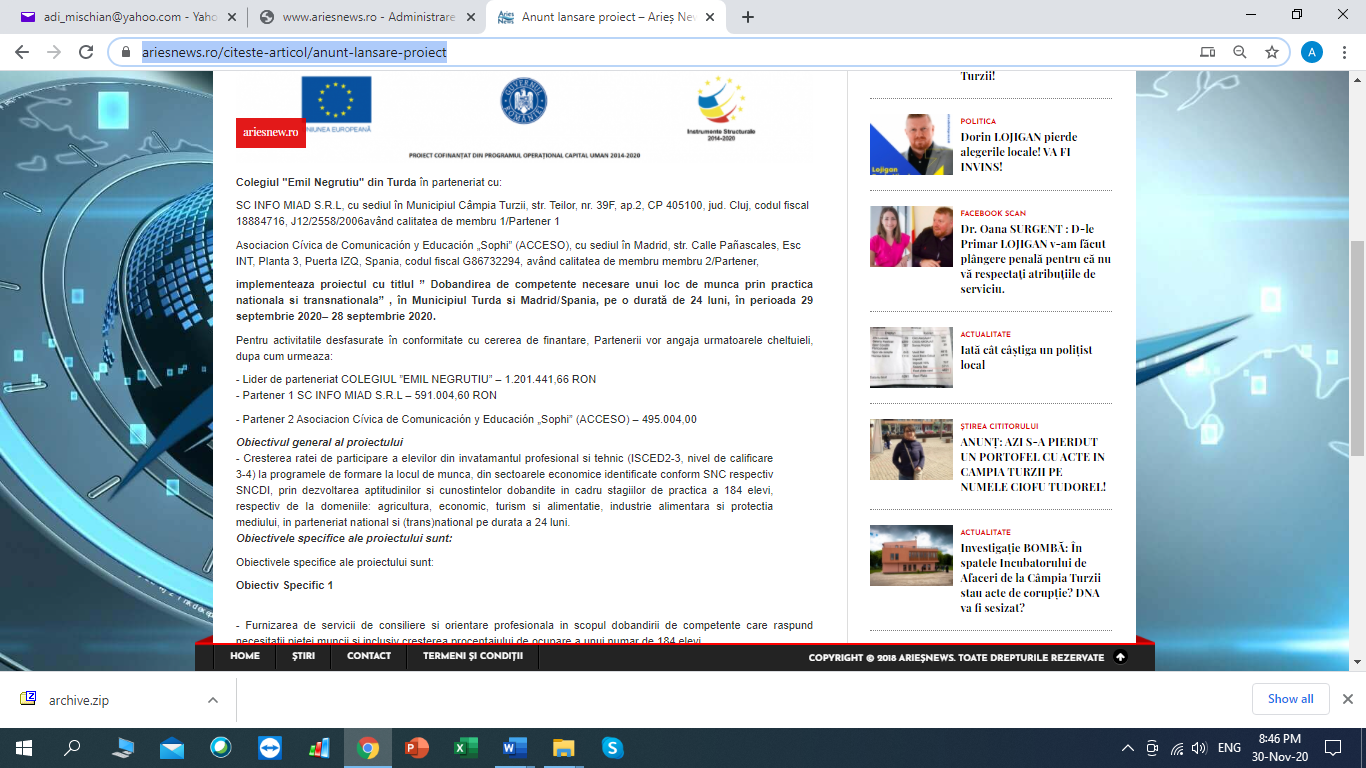 adi_mischian@yahoo.com - Yaho
www.ariesnews.ro - Administrare
Anunt lansare proiect – Arieș Nev
ariesnews.ro/citeste-articol/anunt-lansare-proiect
A
Aries
News
ariesnew.ro
UNIUNEA EUROPEANĂ
GUVERNUL ROMÂNIEI
Instrumente Structurale
2014-2020
PROIECT COFINANȚAT DIN PROGRAMUL OPERAȚIONAL CAPITAL UMAN 2014-2020
Colegiul "Emil Negrutiu" din Turda în parteneriat cu:
SC INFO MIAD S.R.L, cu sediul în Municipiul Câmpia Turzii, str. Teilor, nr. 39F, ap.2, CP 405100, jud. Cluj, codul fiscal
18884716, J12/2558/2006având calitatea de membru 1/Partener 1
Asociacion Cívica de Comunicación y Educación „Sophi” (ACCESO), cu sediul în Madrid, str. Calle Pañascales, Esc
INT, Planta 3, Puerta IZQ, Spania, codul fiscal G86732294, având calitatea de membru membru 2/Partener,
implementeaza proiectul cu titlul ” Dobandirea de competente necesare unui loc de munca prin practica
nationala si transnationala” , în Municipiul Turda si Madrid/Spania, pe o durată de 24 luni, în perioada 29
septembrie 2020– 28 septembrie 2020.
Pentru activitatile desfasurate în conformitate cu cererea de finantare, Partenerii vor angaja urmatoarele cheltuieli,
dupa cum urmeaza:
- Lider de parteneriat COLEGIUL ”EMIL NEGRUTIU” – 1.201.441,66 RON
- Partener 1 SC INFO MIAD S.R.L – 591.004,60 RON
- Partener 2 Asociacion Cívica de Comunicación y Educación „Sophi” (ACCESO) – 495.004,00
Obiectivul general al proiectului
- Cresterea ratei de participare a elevilor din invatamantul profesional si tehnic (ISCED2-3, nivel de calificare
3-4) la programele de formare la locul de munca, din sectoarele economice identificate conform SNC respectiv
SNCDI, prin dezvoltarea aptitudinilor si cunostintelor dobandite in cadru stagiilor de practica a 184 elevi,
respectiv de la domeniile: agricultura, economic, turism si alimentatie, industrie alimentara si protectia
mediului, in parteneriat national si (trans)national pe durata a 24 luni.
Obiectivele specifice ale proiectului sunt:
Obiectivele specifice ale proiectului sunt:
Obiectiv Specific 1
- Furnizarea de servicii de consiliere si orientare profesionala in scopul dobandirii de competente care raspund
necesitatii pietei muncii si inclusiv cresterea procentajului de ocupare a unui numar de 184 elevi
Turzii!
POLITICA
Dorin LOJIGAN pierde
alegerile locale! VA FI
INVINS!
Lojigan
FACEBOOK SCAN
Dr. Oana SURGENT : D-le
Primar LOJIGAN v-am făcut
plângere penală pentru că nu
vă respectați atribuțiile de
serviciu.
ACTUALITATE
Iată cât câștiga un polițist
local
ȘTIREA CITITORULUI
ANUNȚ: AZI S-A PIERDUT
UN PORTOFEL CU ACTE IN
CAMPIA TURZII PE
NUMELE CIOFU TUDOREL!
ACTUALITATE
Investigație BOMBĂ: În
spatele Incubatorului de
Afaceri de la Câmpia Turzii
stau acte de corupție? DNA
va fi sesizat?
HOME
ȘTIRI
CONTACT
TERMENI ȘI CONDIȚII
COPYRIGHT © 2018 ARIEȘNEWS. TOATE DREPTURILE REZERVATE
archive.zip
Show all
ENG
8:46 PM
30-Nov-20